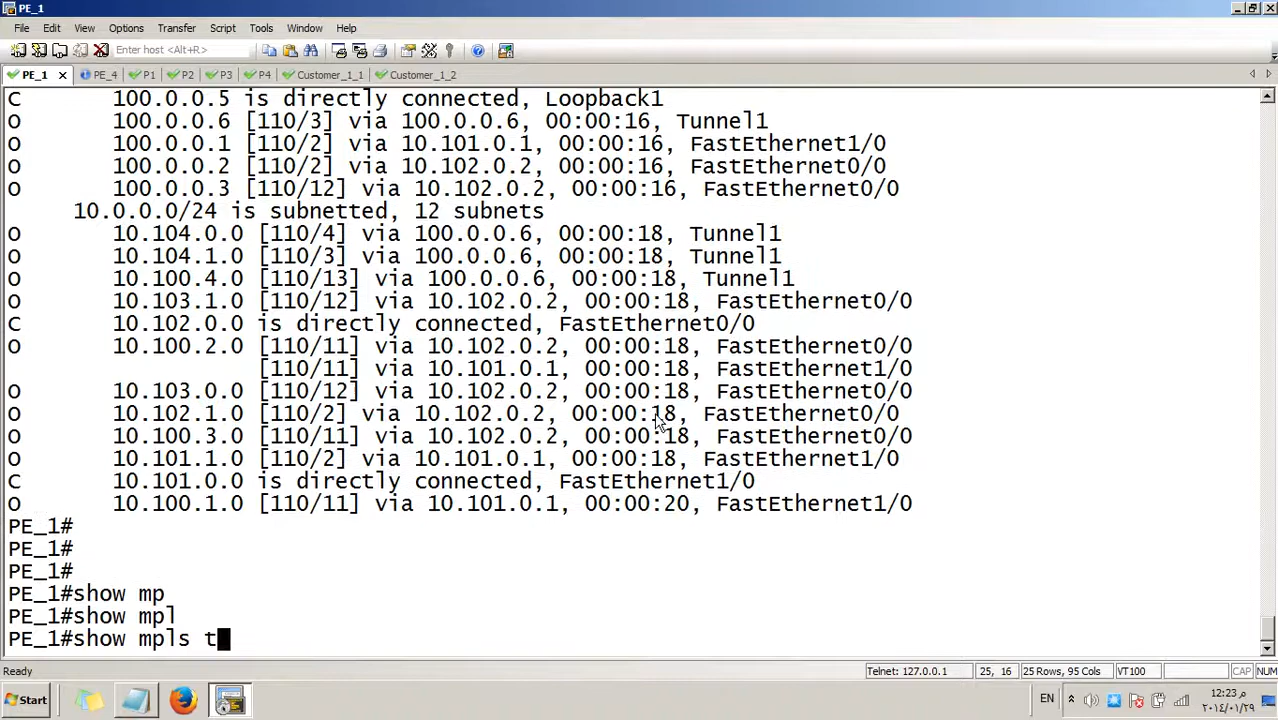 PE_1
File Edit View Options Transfer Script Tools Window Help
Enter host <Alt+R>
PE_1 PE_4 P1 P2 P3 P4 Customer_1_1 Customer_1_2
C 100.0.0.5 is directly connected, Loopback1
O 100.0.0.6 [110/3] via 100.0.0.6, 00:00:16, Tunnel1
O 100.0.0.1 [110/2] via 10.101.0.1, 00:00:16, FastEthernet1/0
O 100.0.0.2 [110/2] via 10.102.0.2, 00:00:16, FastEthernet0/0
O 100.0.0.3 [110/12] via 10.102.0.2, 00:00:16, FastEthernet0/0
10.0.0.0/24 is subnetted, 12 subnets
O 10.104.0.0 [110/4] via 100.0.0.6, 00:00:18, Tunnel1
O 10.104.1.0 [110/3] via 100.0.0.6, 00:00:18, Tunnel1
O 10.100.4.0 [110/13] via 100.0.0.6, 00:00:18, Tunnel1
O 10.103.1.0 [110/12] via 10.102.0.2, 00:00:18, FastEthernet0/0
C 10.102.0.0 is directly connected, FastEthernet0/0
O 10.100.2.0 [110/11] via 10.102.0.2, 00:00:18, FastEthernet0/0
[110/11] via 10.101.0.1, 00:00:18, FastEthernet1/0
O 10.103.0.0 [110/12] via 10.102.0.2, 00:00:18, FastEthernet0/0
O 10.102.1.0 [110/2] via 10.102.0.2, 00:00:18, FastEthernet0/0
O 10.100.3.0 [110/11] via 10.102.0.2, 00:00:18, FastEthernet0/0
O 10.101.1.0 [110/2] via 10.101.0.1, 00:00:18, FastEthernet1/0
C 10.101.0.0 is directly connected, FastEthernet1/0
O 10.100.1.0 [110/11] via 10.101.0.1, 00:00:20, FastEthernet1/0
PE_1#
PE_1#
PE_1#
PE_1#show mp
PE_1#show mpl
PE_1#show mpls t
Ready Telnet: 127.0.0.1 25, 16 25 Rows, 95 Cols VT100 CAP NUM
Start EN 12:23 م
٢٠١٤/٠١/٢٩